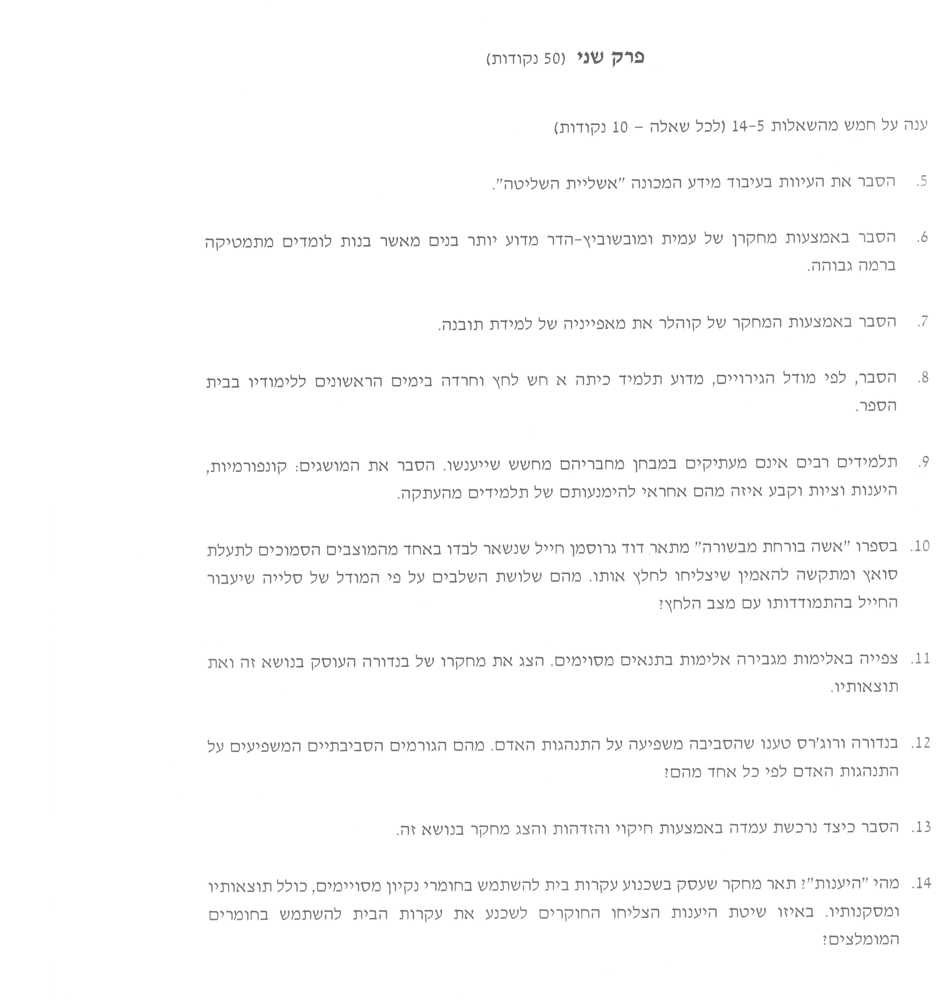 פרק שני (50 נקודות)
ענה על חמש מהשאלות 14-5 (לכל שאלה – 10 נקודות)
5. הסבר את העיוות בעיבוד מידע המכונה "אשליית השליטה".
6. הסבר באמצעות מחקרן של עמית ומובשוביץ-הדר מדוע יותר בנים מאשר בנות לומדים מתמטיקה
ברמה גבוהה.
7. הסבר באמצעות המחקר של קוהלר את מאפייניה של למידת תובנה.
8. הסבר, לפי מודל הגירויים, מדוע תלמיד כיתה א חש לחץ וחרדה בימים הראשונים ללימודיו בבית
הספר.
9. תלמידים רבים אינם מעתיקים במבחן מחבריהם מחשש שייענשו. הסבר את המושגים: קונפורמיות,
היענות וציות וקבע איזה מהם אחראי להימנעותם של תלמידים מהעתקה.
10. בספרו "אשה בורחת מבשורה" מתאר דוד גרוסמן חייל שנשאר לבדו באחד מהמוצבים הסמוכים לתעלת
סואץ ומתקשה להאמין שיצליחו לחלץ אותו. מהם שלושת השלבים על פי המודל של סלייה שיעבור
החייל בהתמודדותו עם מצב הלחץ?
11. צפייה באלימות מגבירה אלימות בתנאים מסוימים. הצג את מחקרו של בנדורה העוסק בנושא זה ואת
תוצאותיו.
12. בנדורה ורוג'רס טענו שהסביבה משפיעה על התנהגות האדם. מהם הגורמים הסביבתיים המשפיעים על
התנהגות האדם לפי כל אחד מהם?
13. הסבר כיצד נרכשת עמדה באמצעות חיקוי והזדהות והצג מחקר בנושא זה.
14. מהי "היענות"? תאר מחקר שעסק בשכנוע עקרות בית להשתמש בחומרי נקיון מסויימים, כולל תוצאותיו
ומסקנותיו. באיזו שיטת היענות הצליחו החוקרים לשכנע את עקרות הבית להשתמש בחומרים
המומלצים?